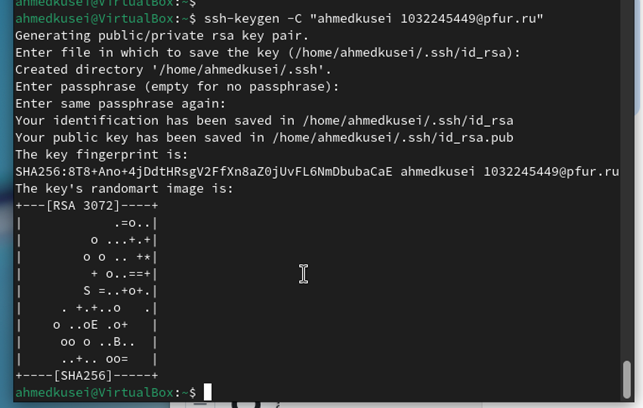 ahmedkusei@VirtualBox:~$
ahmedkusei@VirtualBox:~$ ssh-keygen -C "ahmedkusei 1032245449@pfur.ru"
Generating public/private rsa key pair.
Enter file in which to save the key (/home/ahmedkusei/.ssh/id_rsa):
Created directory '/home/ahmedkusei/.ssh'.
Enter passphrase (empty for no passphrase):
Enter same passphrase again:
Your identification has been saved in /home/ahmedkusei/.ssh/id_rsa
Your public key has been saved in /home/ahmedkusei/.ssh/id_rsa.pub
The key fingerprint is:
SHA256:8T8+Ano+4jDdtHRsgV2FfXn8aZ0jUvFL6NmDbubaCaE ahmedkusei 1032245449@pfur.ru
The key's randomart image is:
+---[RSA 3072]----+
|            .=o..|
|         o ...+.+|
|        o o .. +*|
|         + o..==+|
|        S =..+o+.|
|     . +.+..o   .|
|    o ..oE .o+   |
|     oo o ..B..  |
|     ..+.. oo=   |
+----[SHA256]-----+
ahmedkusei@VirtualBox:~$